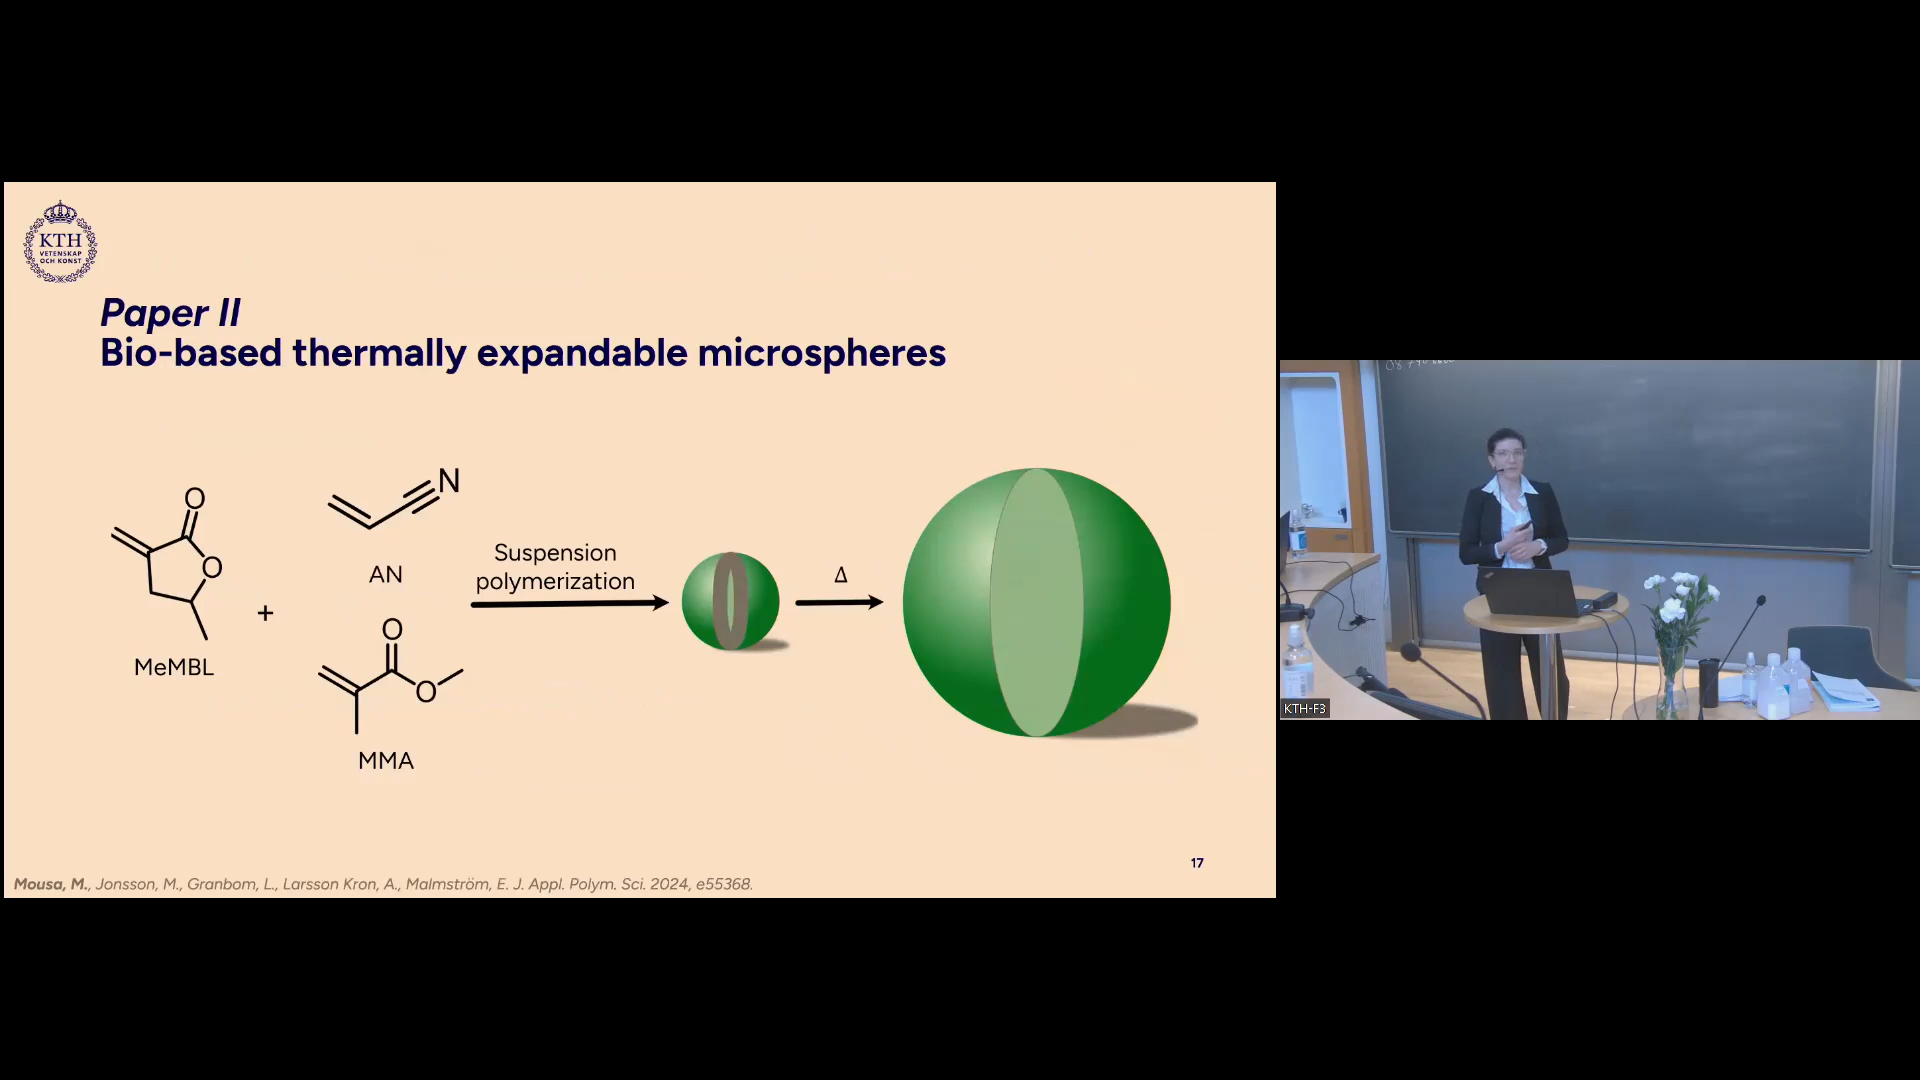 KTH
VETENSKAP
OCH KONST
Paper II
Bio-based thermally expandable microspheres
O
O
MeMBL
+
N
AN
O
O
MMA
Suspension
polymerization
Δ
17
Mousa, M., Jonsson, M., Granbom, L., Larsson Kron, A., Malmström, E. J. Appl. Polym. Sci. 2024, e55368.
KTH-F3